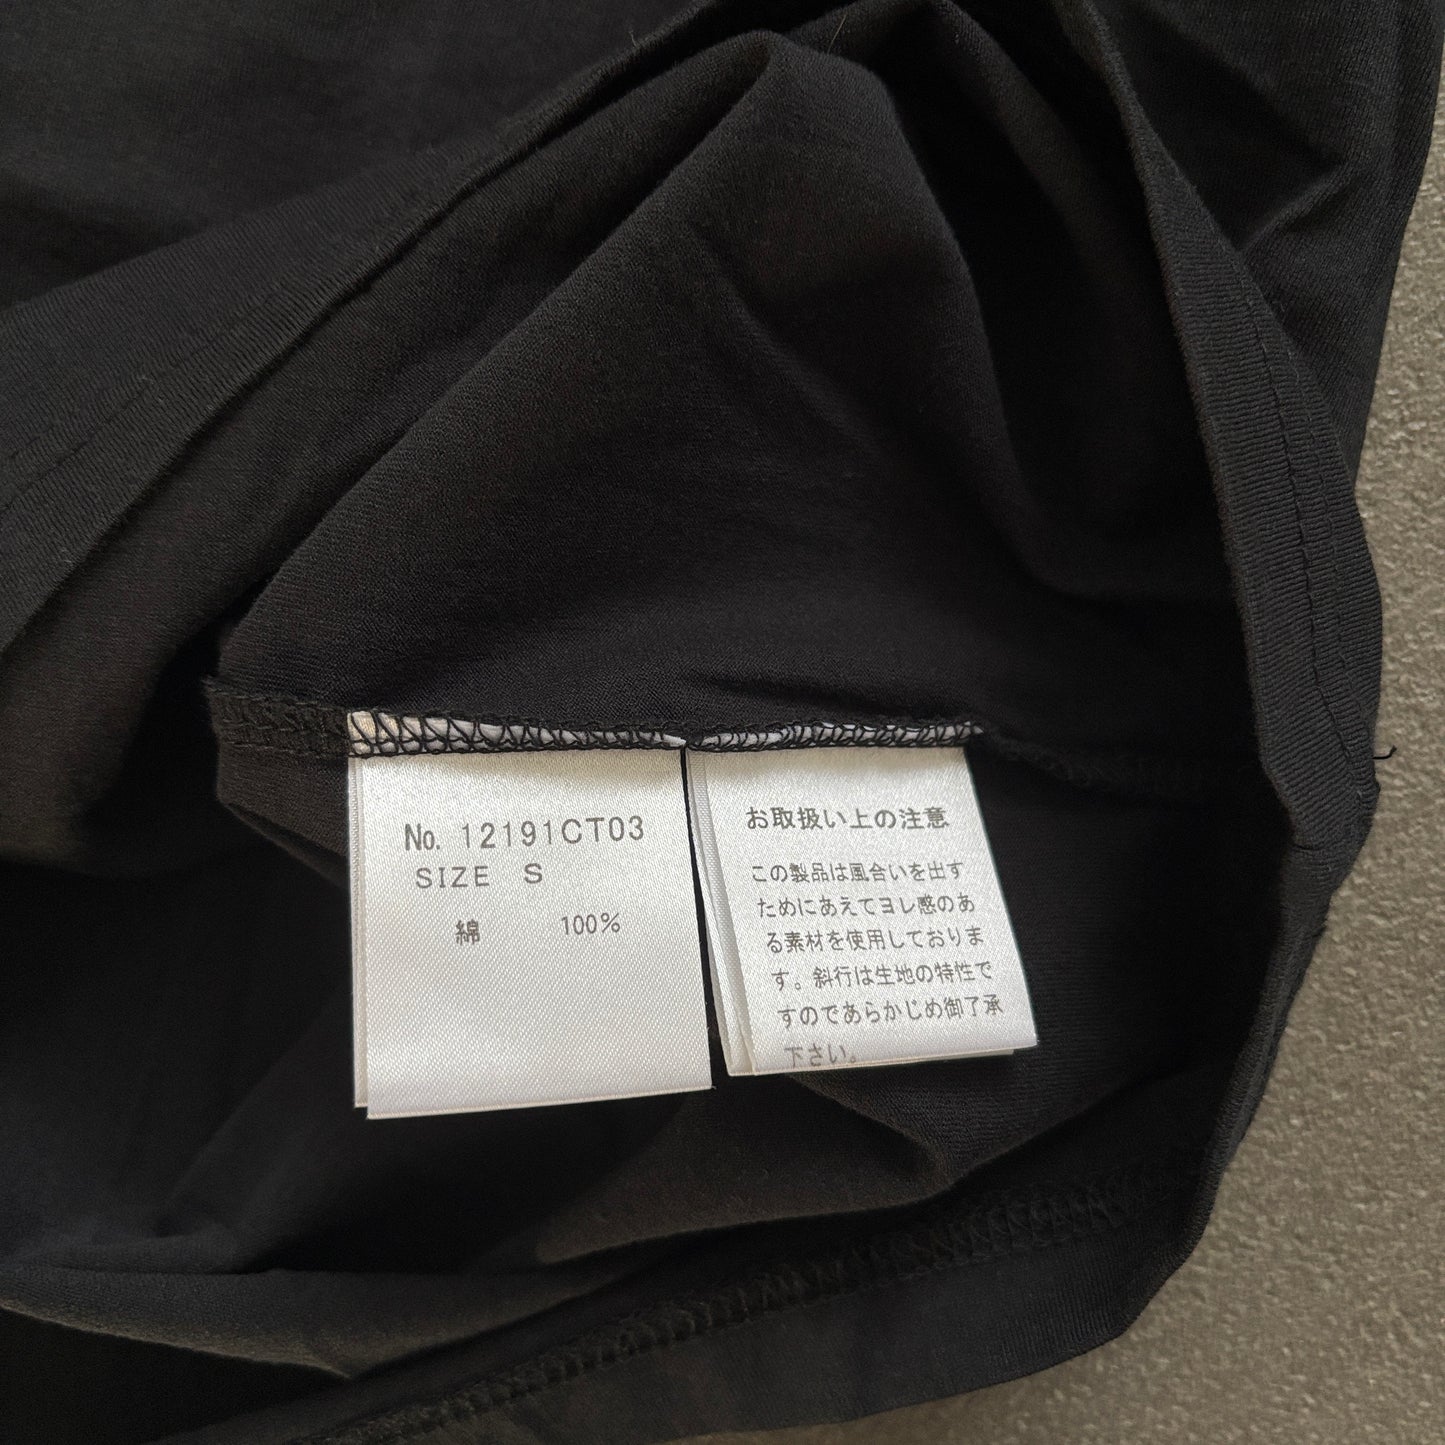 No. 12191CT03
SIZE S
綿 100%
お取扱い上の注意
この製品は風合いを出す
ためにあえてヨレ感のあ
る素材を使用しておりま
す。斜行は生地の特性で
すのであらかじめ御了承
下さい。